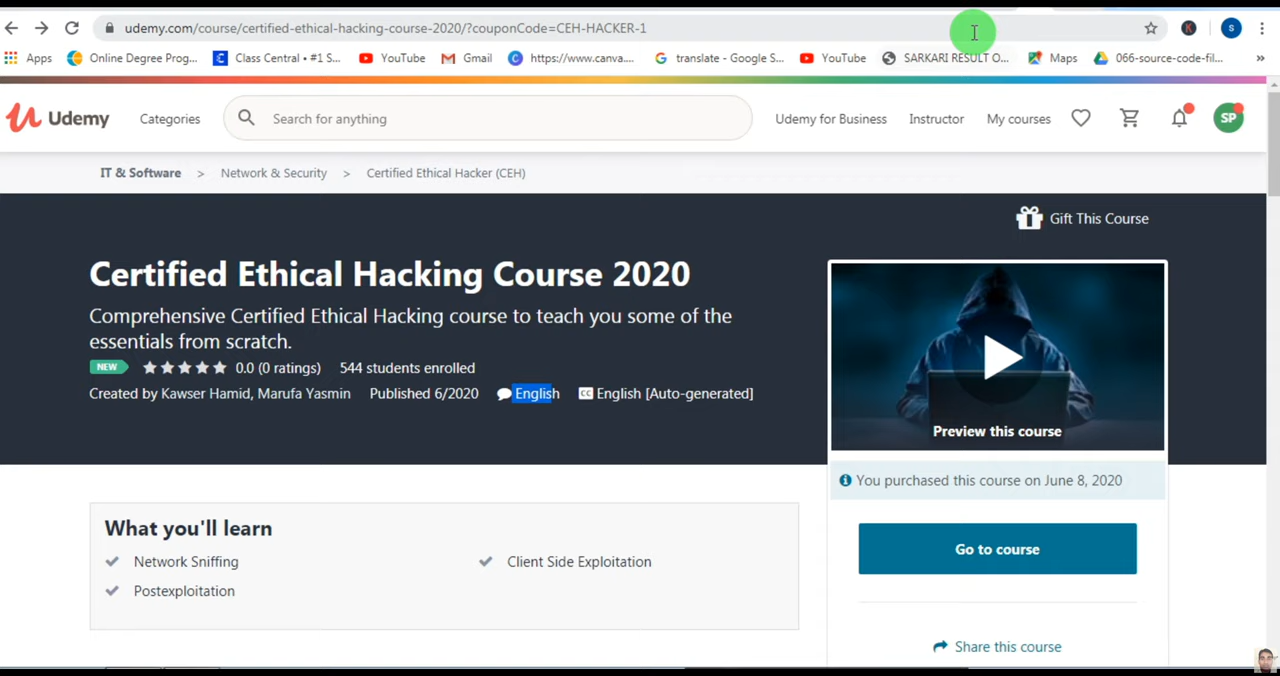 udemy.com/course/certified-ethical-hacking-course-2020/?couponCode=CEH-HACKER-1
K
S
Apps Online Degree Prog... Class Central • #1 S... YouTube Gmail https://www.canva.... translate - Google S... YouTube SARKARI RESULT O... Maps 066-source-code-fil... »
Udemy Categories Search for anything Udemy for Business Instructor My courses SP
IT & Software > Network & Security > Certified Ethical Hacker (CEH)
Gift This Course
Certified Ethical Hacking Course 2020
Comprehensive Certified Ethical Hacking course to teach you some of the
essentials from scratch.
NEW 0.0 (0 ratings) 544 students enrolled
Created by Kawser Hamid, Marufa Yasmin Published 6/2020 English CC English [Auto-generated]
Preview this course
You purchased this course on June 8, 2020
Go to course
Share this course
What you'll learn
Network Sniffing
Client Side Exploitation
Postexploitation